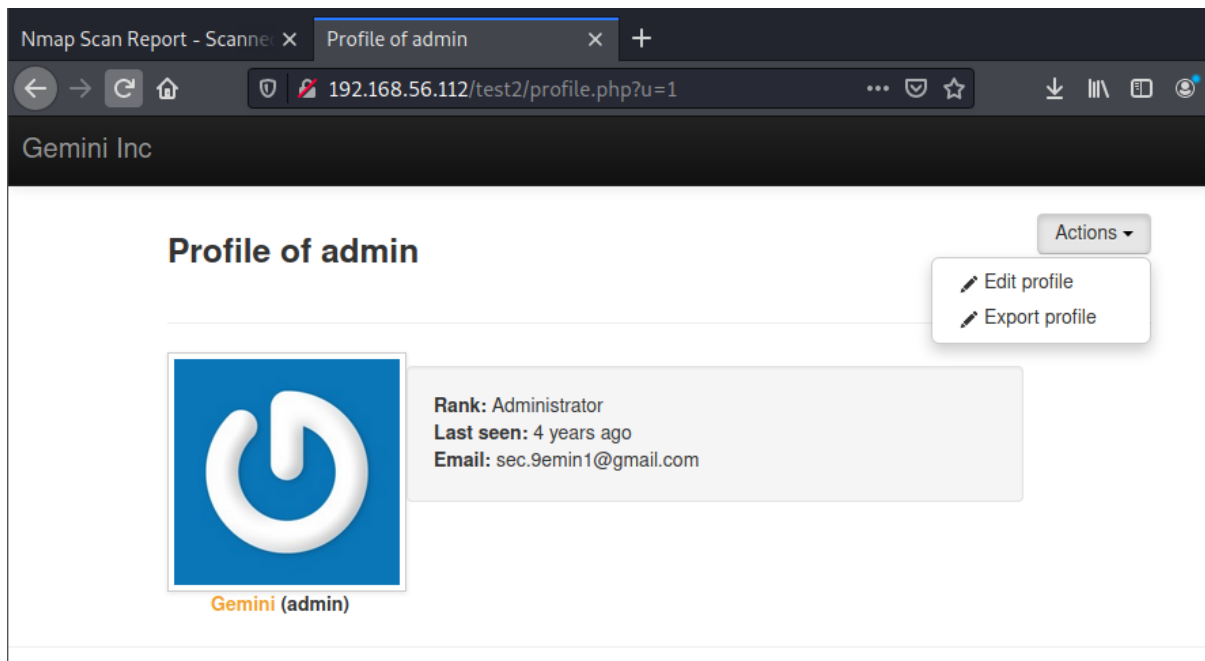 Nmap Scan Report - Scanne
Profile of admin
192.168.56.112/test2/profile.php?u=1
Gemini Inc
Profile of admin
Actions
Edit profile
Export profile
Rank: Administrator
Last seen: 4 years ago
Email: sec.9emin1@gmail.com
Gemini (admin)